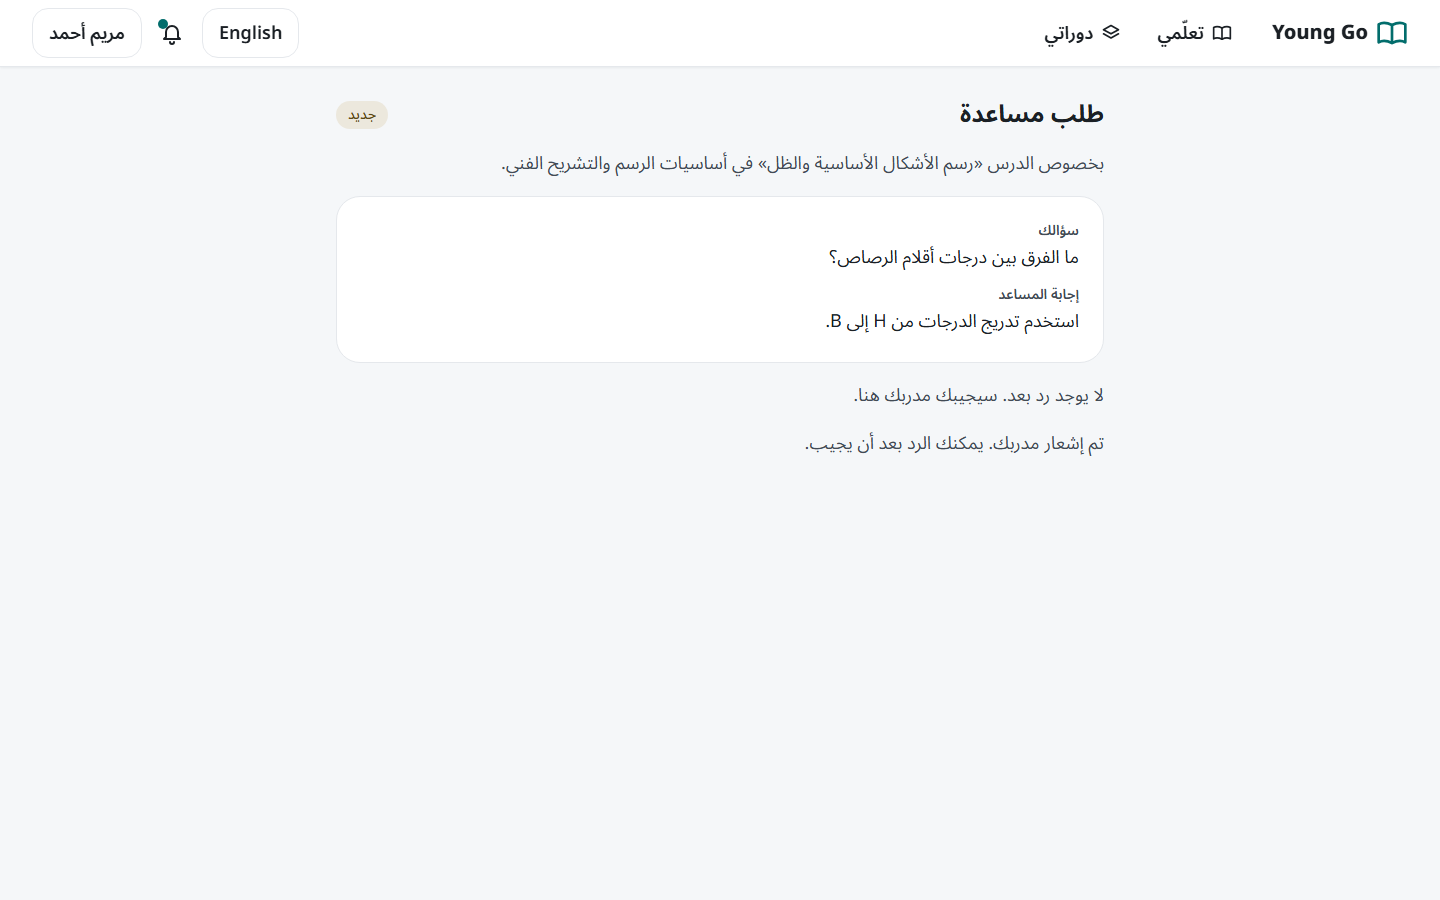 Young Go
تعلّمي
دوراتي
English
مريم أحمد
طلب مساعدة
جديد
بخصوص الدرس «رسم الأشكال الأساسية والظل» في أساسيات الرسم والتشريح الفني.
سؤالك
ما الفرق بين درجات أقلام الرصاص؟
إجابة المساعد
استخدم تدريج الدرجات من H إلى B.
لا يوجد رد بعد. سيجيبك مدربك هنا.
تم إشعار مدربك. يمكنك الرد بعد أن يجيب.